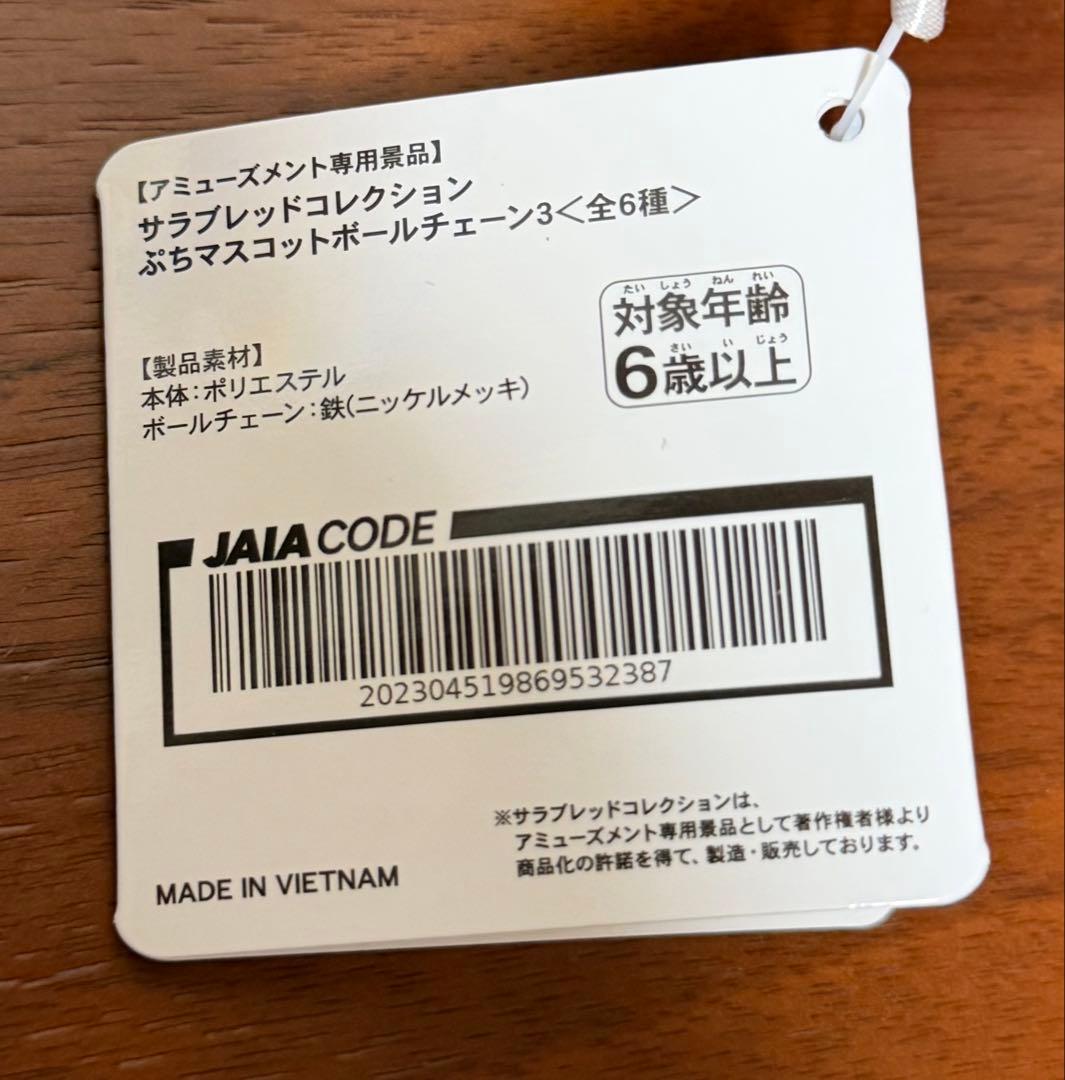 【アミューズメント専用景品】
サラブレッドコレクション
ぷちマスコットボールチェーン3＜全6種＞
たいしょうねんれい
対象年齢
さいいじょう
6歳以上
【製品素材】
本体：ポリエステル
ボールチェーン：鉄(ニッケルメッキ)
JAIA CODE
202304519869532387
※サラブレッドコレクションは、
アミューズメント専用景品として著作権者様より
商品化の許諾を得て、製造・販売しております。
MADE IN VIETNAM